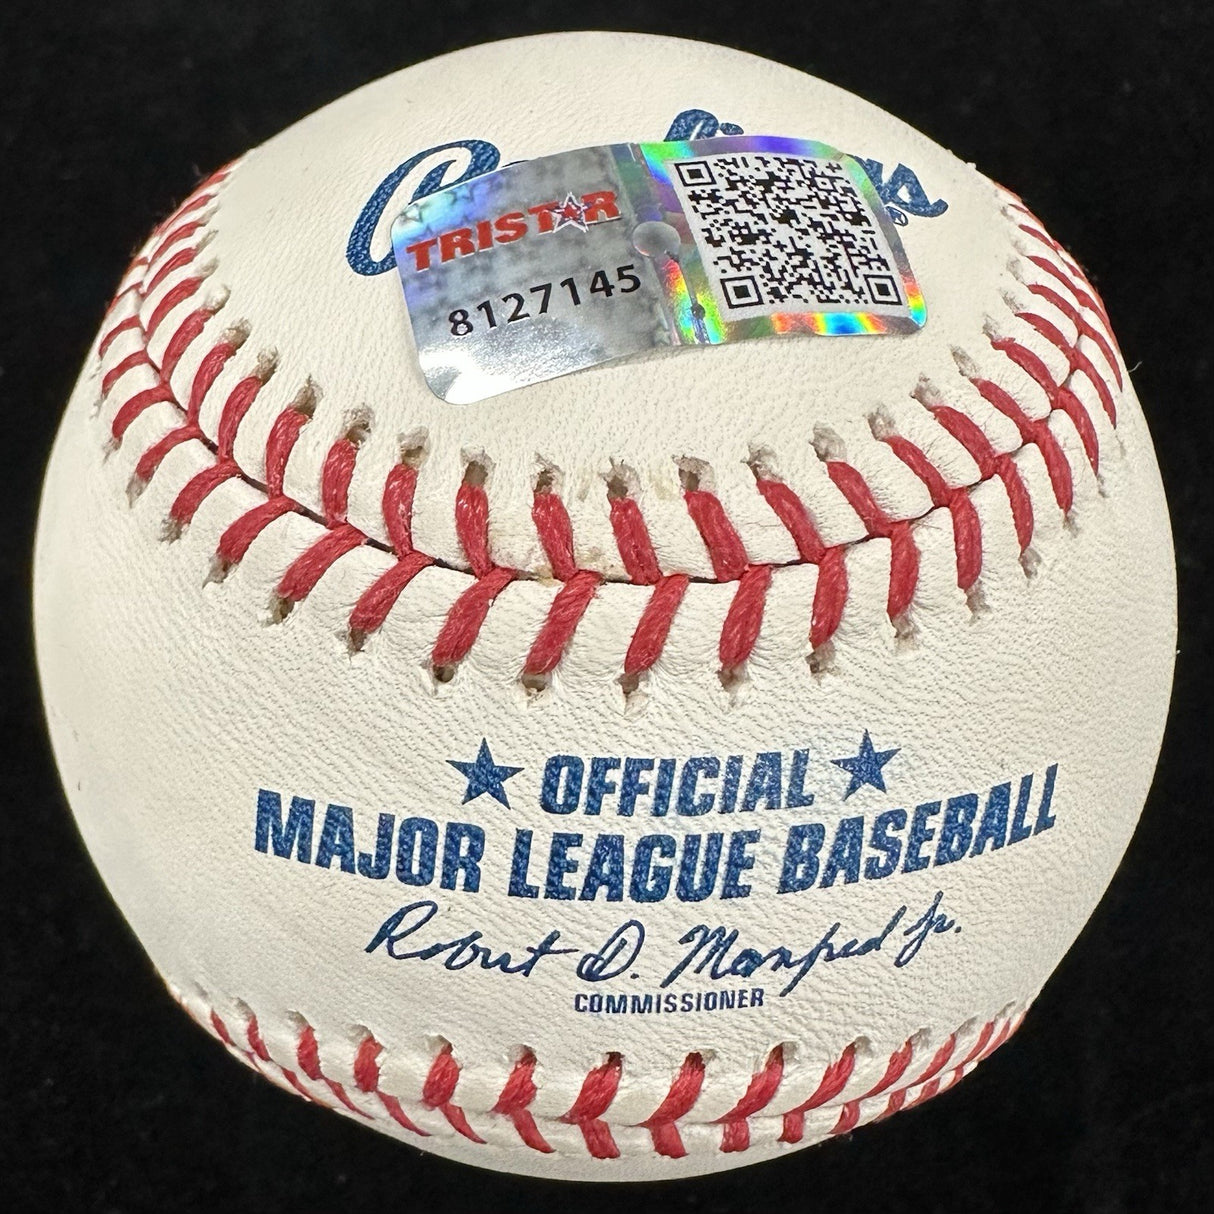 TRISTAR
8127145
OFFICIAL
MAJOR LEAGUE BASEBALL
Robert D. Manfred Jr.
COMMISSIONER